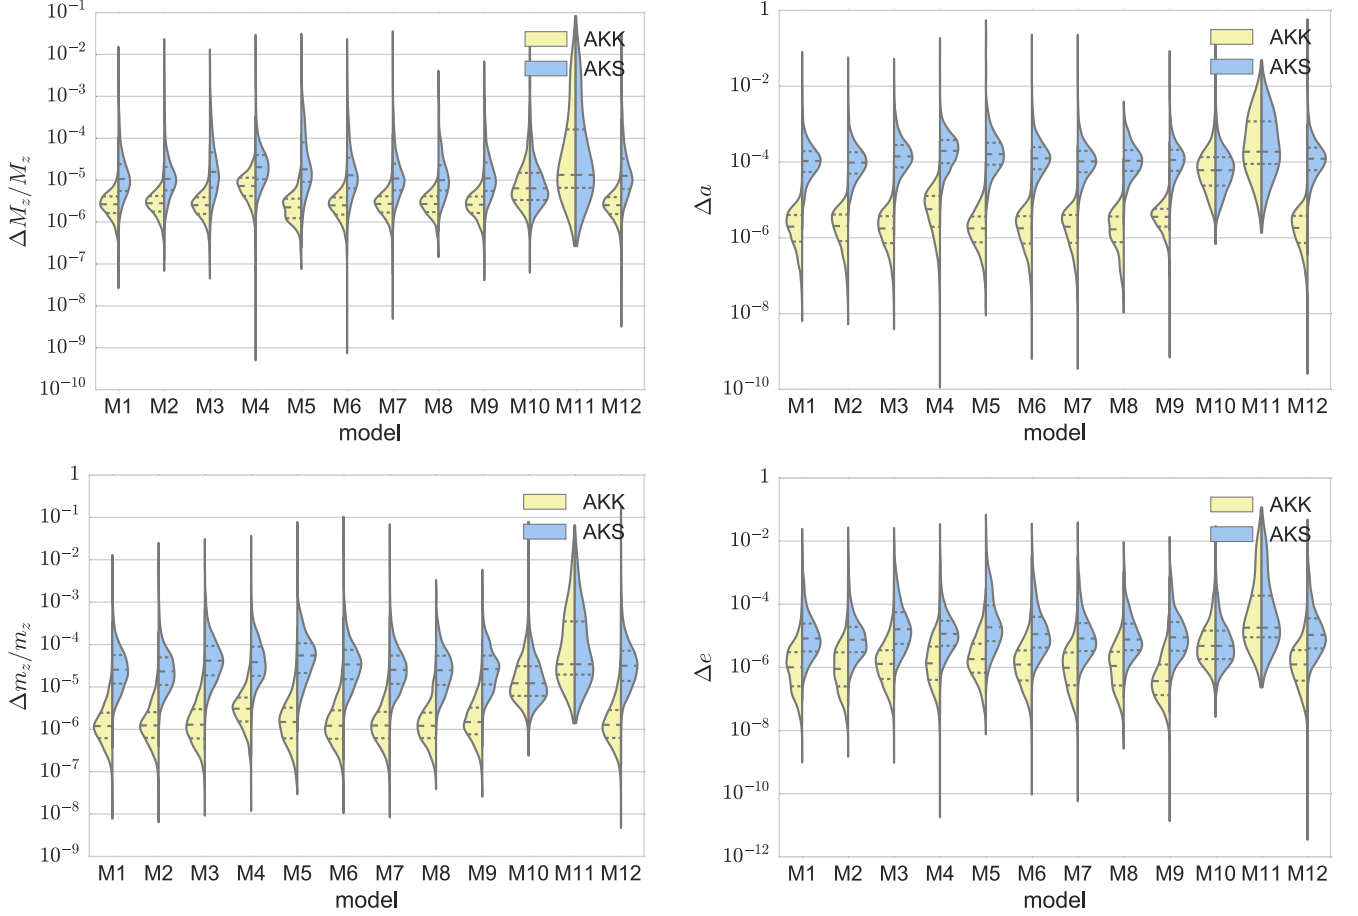 10⁻¹
10⁻²
10⁻³
10⁻⁴
10⁻⁵
10⁻⁶
10⁻⁷
10⁻⁸
10⁻⁹
10⁻¹⁰
ΔM_z/M_z
AKK
AKS
M1 M2 M3 M4 M5 M6 M7 M8 M9 M10 M11 M12
model
1
10⁻²
10⁻⁴
10⁻⁶
10⁻⁸
10⁻¹⁰
Δa
AKK
AKS
M1 M2 M3 M4 M5 M6 M7 M8 M9 M10 M11 M12
model
1
10⁻¹
10⁻²
10⁻³
10⁻⁴
10⁻⁵
10⁻⁶
10⁻⁷
10⁻⁸
10⁻⁹
Δm_z/m_z
AKK
AKS
M1 M2 M3 M4 M5 M6 M7 M8 M9 M10 M11 M12
model
1
10⁻²
10⁻⁴
10⁻⁶
10⁻⁸
10⁻¹⁰
10⁻¹²
Δe
AKK
AKS
M1 M2 M3 M4 M5 M6 M7 M8 M9 M10 M11 M12
model